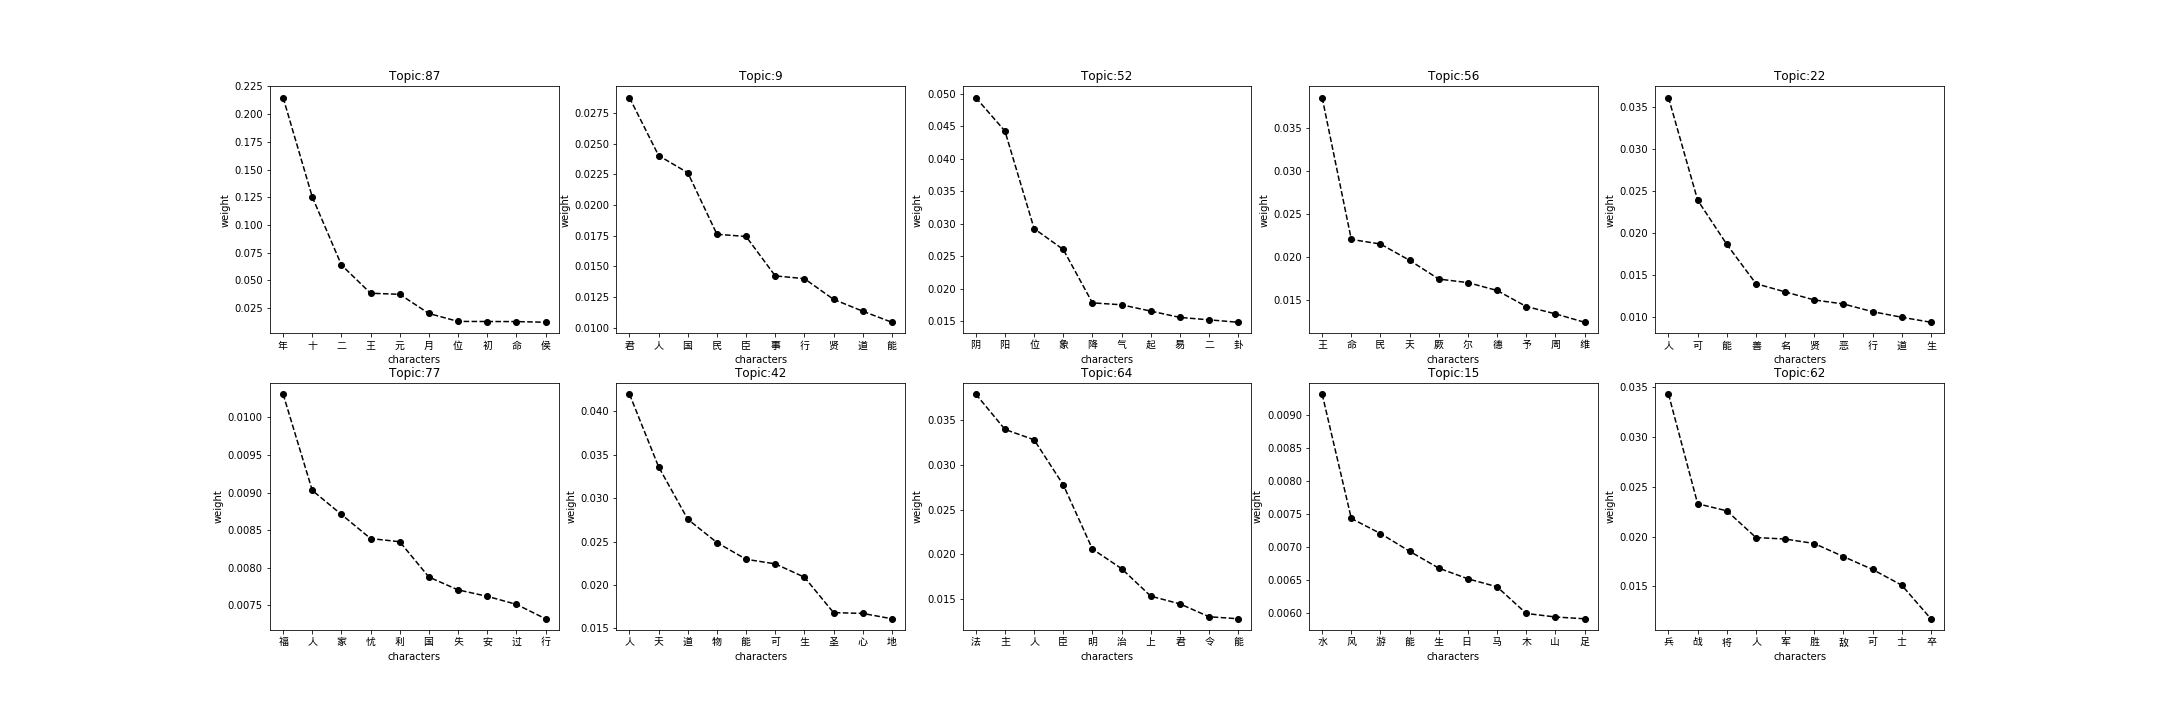 Topic:87
0.225
0.200
0.175
0.150
0.125
0.100
0.075
0.050
0.025
weight
年 十 二 王 元 月 位 初 命 侯
characters
Topic:9
0.0275
0.0250
0.0225
0.0200
0.0175
0.0150
0.0125
0.0100
weight
君 人 国 民 臣 事 行 贤 道 能
characters
Topic:52
0.050
0.045
0.040
0.035
0.030
0.025
0.020
0.015
weight
阴 阳 位 象 降 气 起 易 二 卦
characters
Topic:56
0.035
0.030
0.025
0.020
0.015
weight
王 命 民 天 厥 尔 德 予 周 维
characters
Topic:22
0.035
0.030
0.025
0.020
0.015
0.010
weight
人 可 能 善 名 贤 恶 行 道 生
characters
Topic:77
0.0100
0.0095
0.0090
0.0085
0.0080
0.0075
weight
福 人 家 忧 利 国 失 安 过 行
characters
Topic:42
0.040
0.035
0.030
0.025
0.020
0.015
weight
人 天 道 物 能 可 生 圣 心 地
characters
Topic:64
0.035
0.030
0.025
0.020
0.015
weight
法 主 人 臣 明 治 上 君 令 能
characters
Topic:15
0.0090
0.0085
0.0080
0.0075
0.0070
0.0065
0.0060
weight
水 风 游 能 生 日 马 木 山 足
characters
Topic:62
0.035
0.030
0.025
0.020
0.015
weight
兵 战 将 人 军 胜 敌 可 士 卒
characters